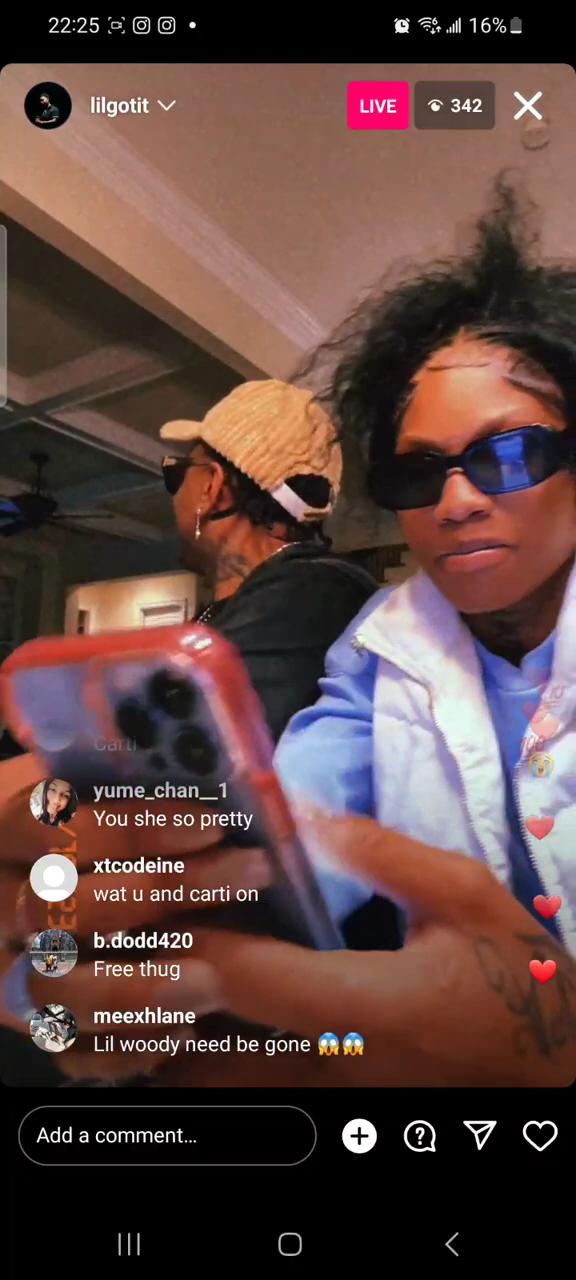 22:25
16%
lilgotit
LIVE
342
Carti
yume_chan__1
You she so pretty
xtcodeine
wat u and carti on
b.dodd420
Free thug
meexhlane
Lil woody need be gone 😱😱
Add a comment...